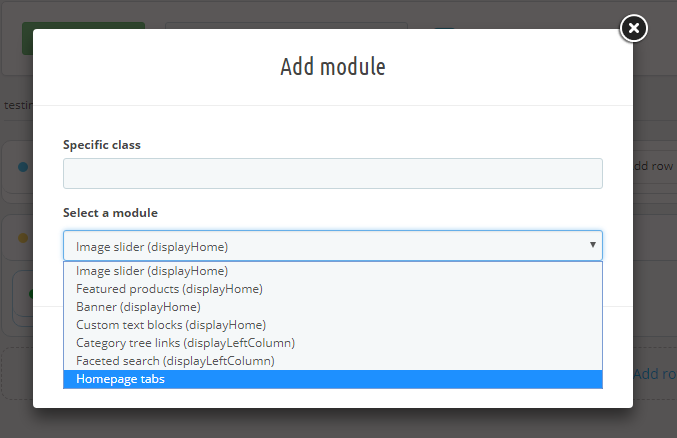 Add module
testin
Specific class
dd row
Select a module
Image slider (displayHome)
Image slider (displayHome)
Featured products (displayHome)
Banner (displayHome)
Custom text blocks (displayHome)
Category tree links (displayLeftColumn)
Faceted search (displayLeftColumn)
Homepage tabs
Add ro